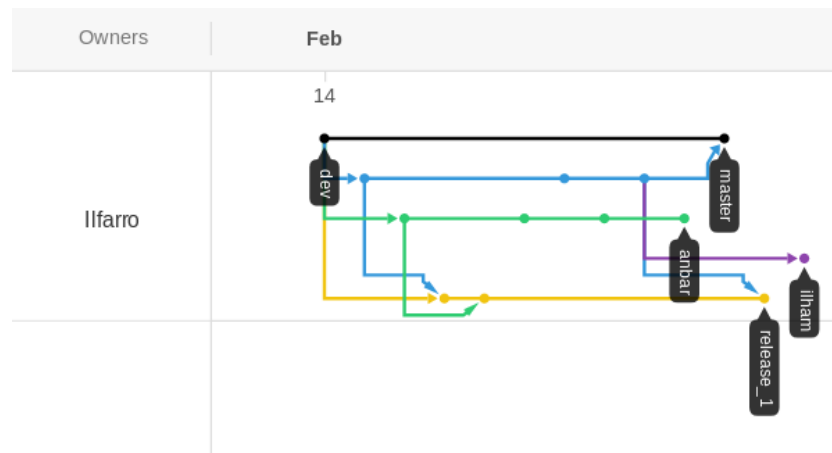 Owners
Feb
14
Ilfarro
dev
master
anbar
ilham
release_1